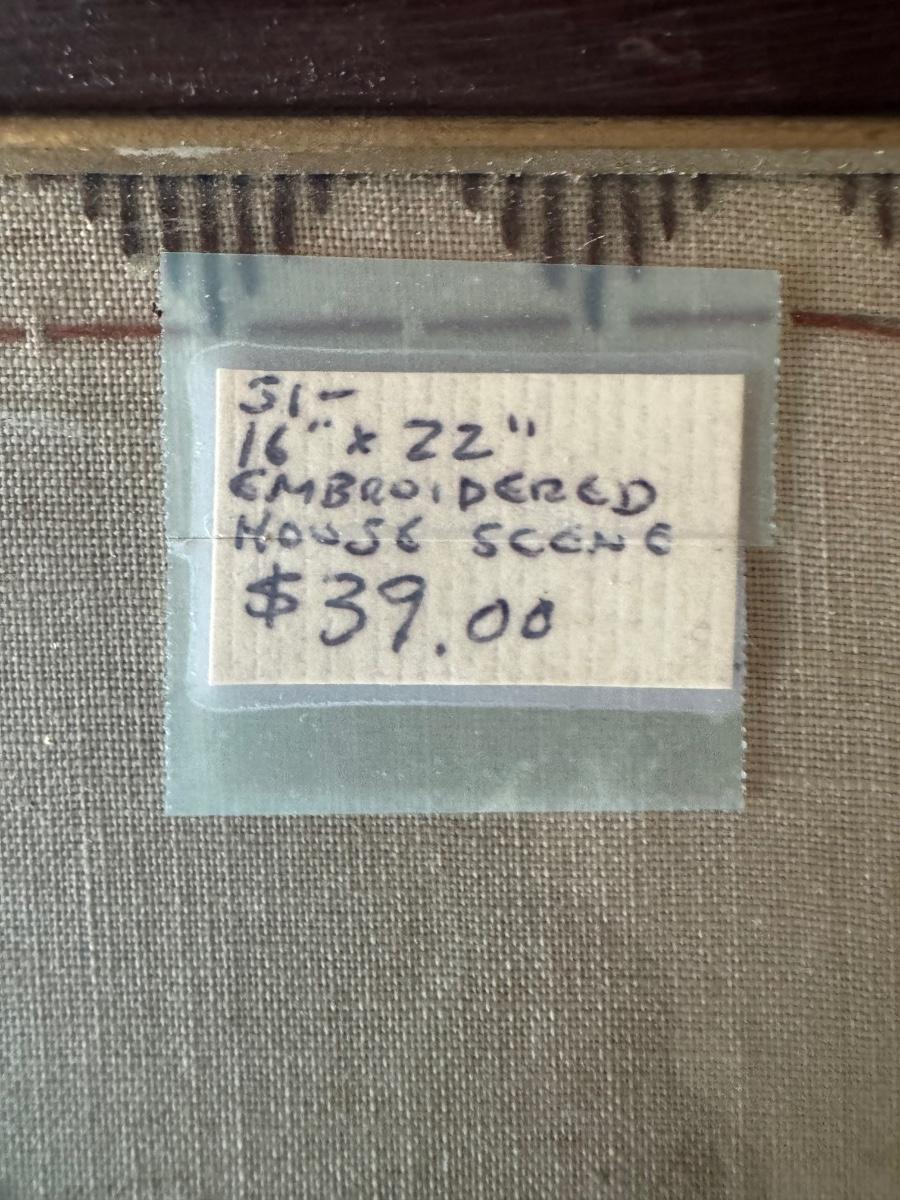 51-
16" x 22"
EMBROIDERED
HOUSE SCENE
$39.00